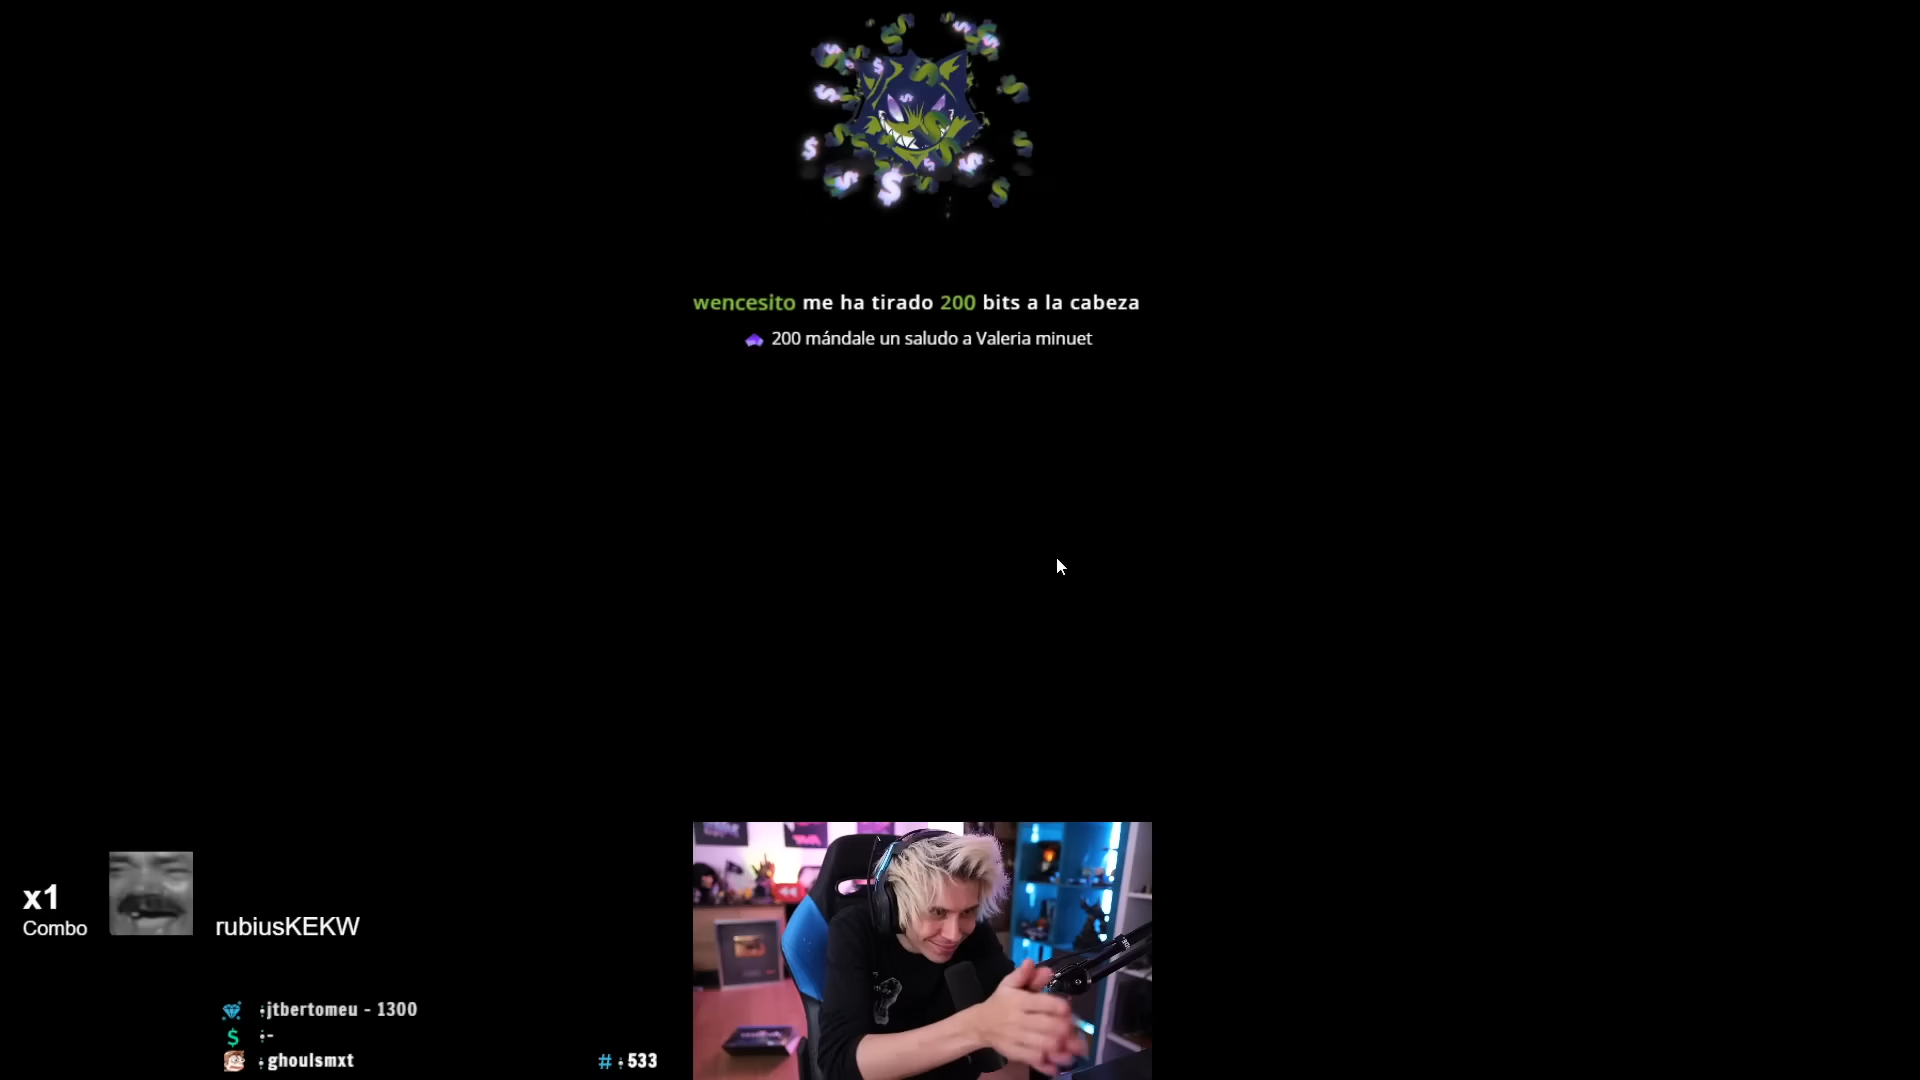 wencesito me ha tirado 200 bits a la cabeza
200 mándale un saludo a Valeria minuet
x1
Combo
rubiusKEKW
:jtbertomeu - 1300
$ :-
:ghoulsmxt
# : 533